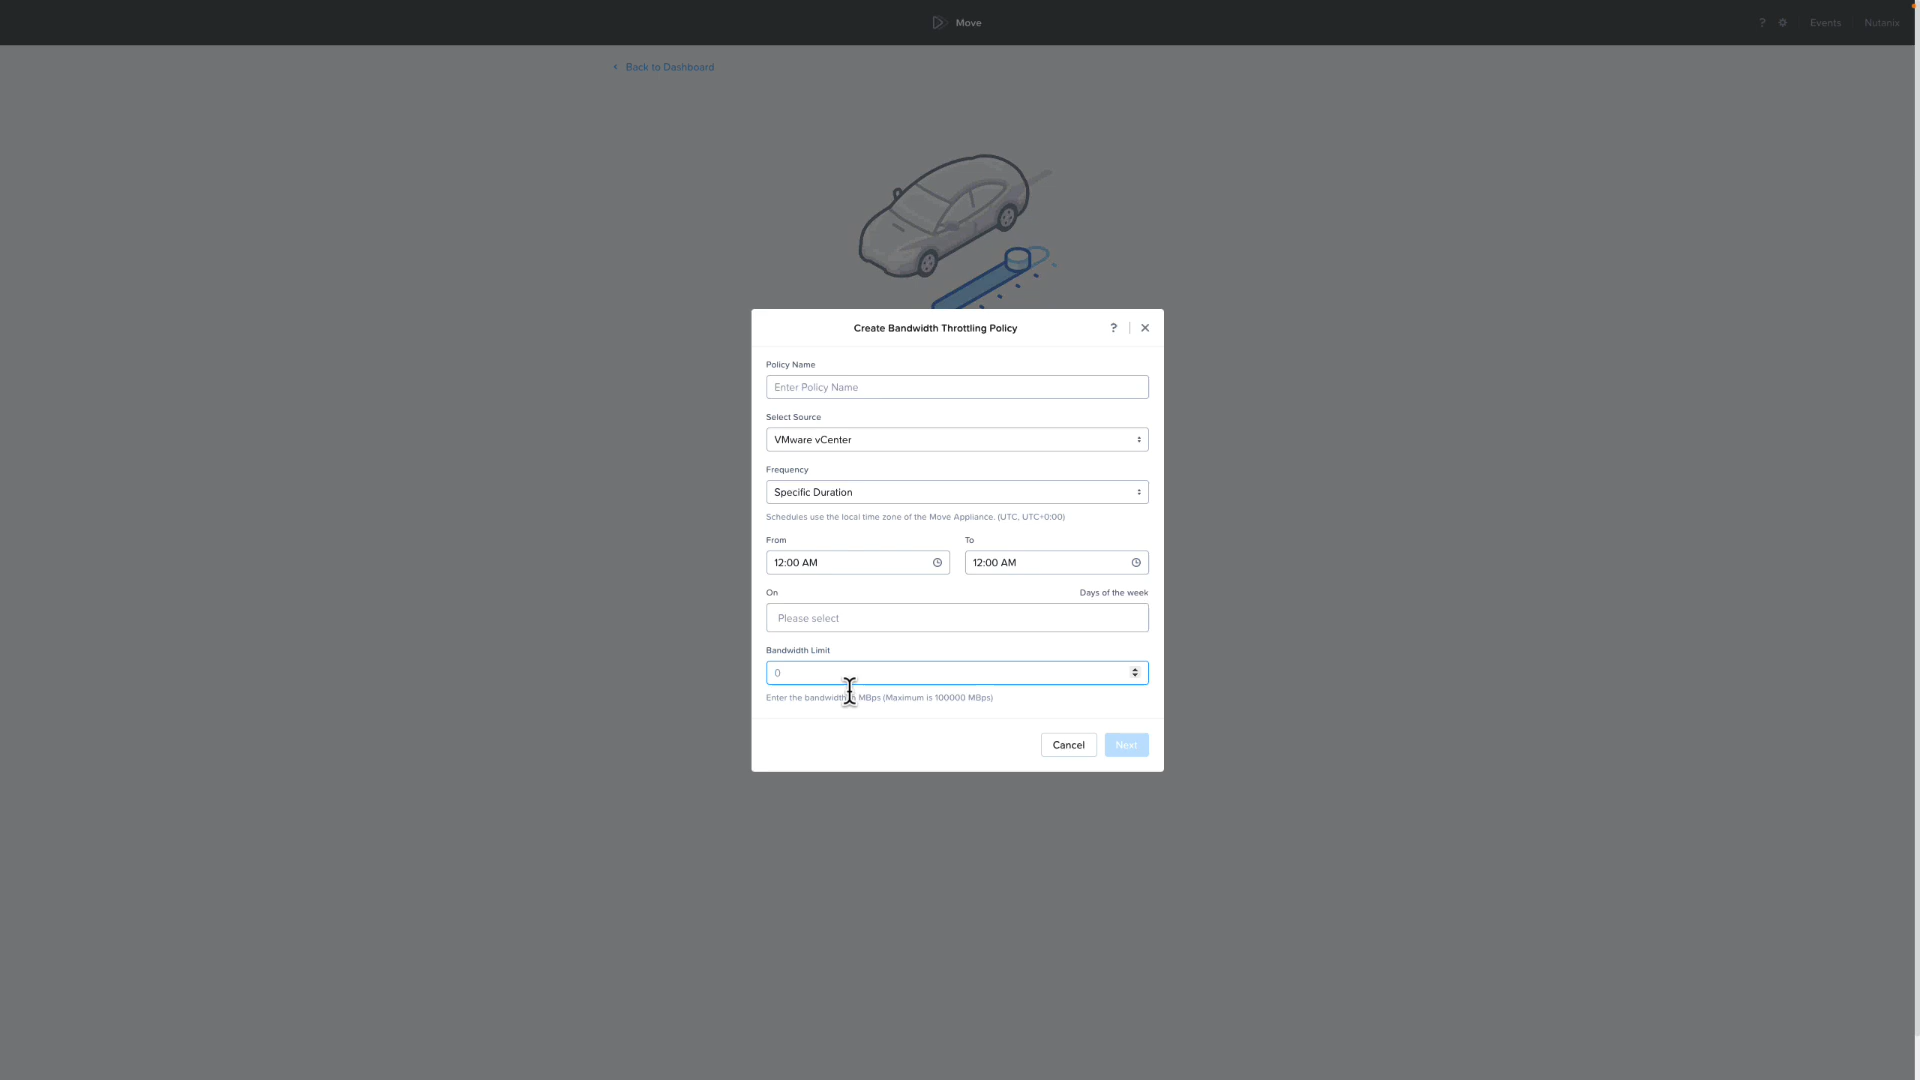 Move
? Events Nutanix
Back to Dashboard
Create Bandwidth Throttling Policy ?
Policy Name
Enter Policy Name
Select Source
VMware vCenter
Frequency
Specific Duration
Schedules use the local time zone of the Move Appliance. (UTC, UTC+0:00)
From To
12:00 AM 12:00 AM
On Days of the week
Please select
Bandwidth Limit
0
Enter the bandwidth MBps (Maximum is 100000 MBps)
Cancel Next